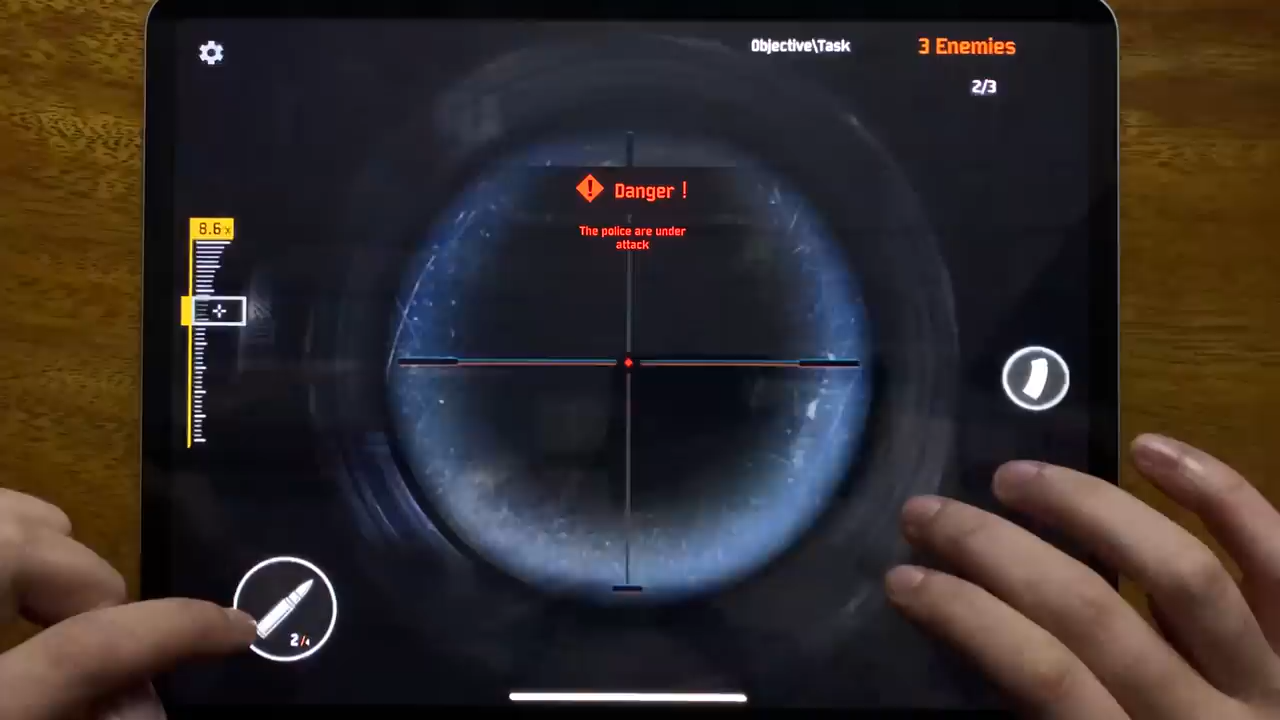 Objective\Task
3 Enemies
2/3
Danger !
The police are under
attack
8.6x
2/4